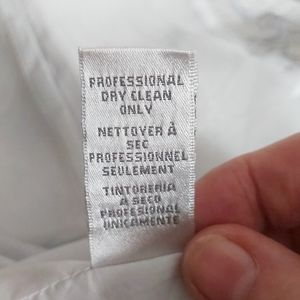 PROFESSIONAL
DRY CLEAN
ONLY
NETTOYER À
SEC
PROFESSIONNEL
SEULEMENT
TINTORERIA
A SECO
PROFESIONAL
UNICAMENTE